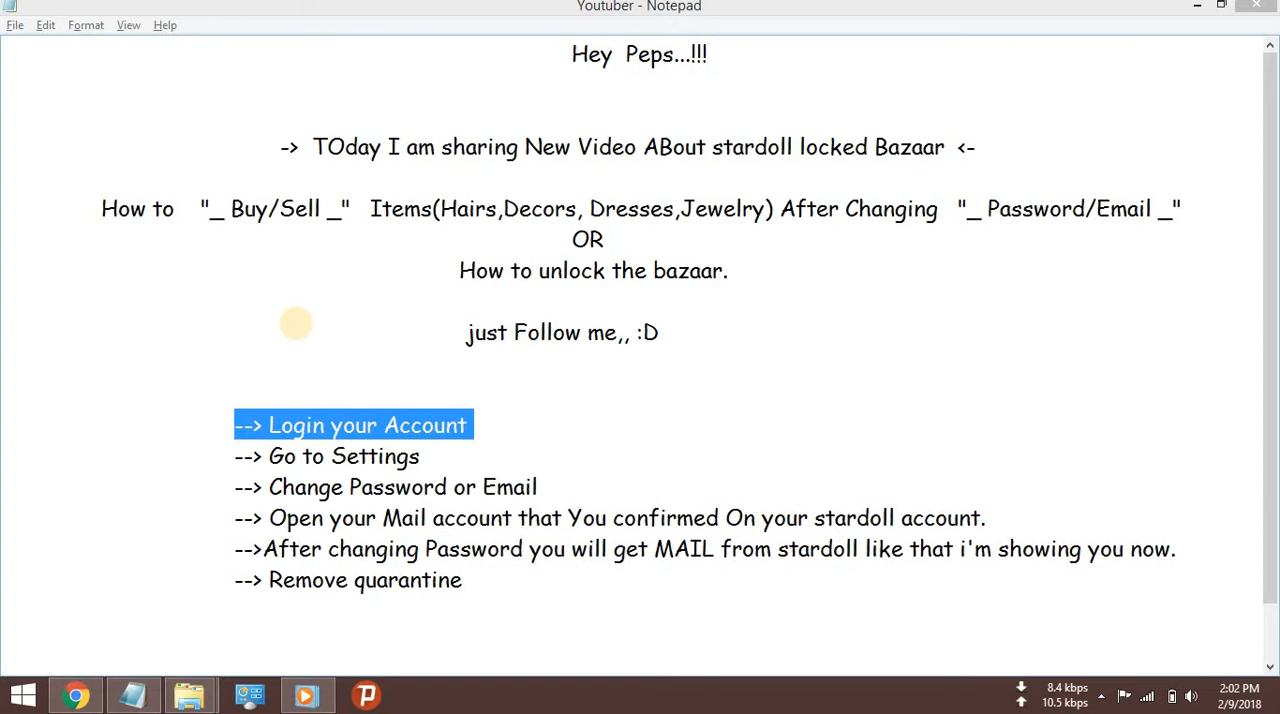 Youtuber - Notepad
File Edit Format View Help
Hey Peps...!!!
-> TOday I am sharing New Video ABout stardoll locked Bazaar <-
How to "_ Buy/Sell _" Items(Hairs,Decors, Dresses,Jewelry) After Changing "_ Password/Email _"
OR
How to unlock the bazaar.
just Follow me,, :D
--> Login your Account
--> Go to Settings
--> Change Password or Email
--> Open your Mail account that You confirmed On your stardoll account.
-->After changing Password you will get MAIL from stardoll like that i'm showing you now.
--> Remove quarantine
8.4 kbps
10.5 kbps
2:02 PM
2/9/2018